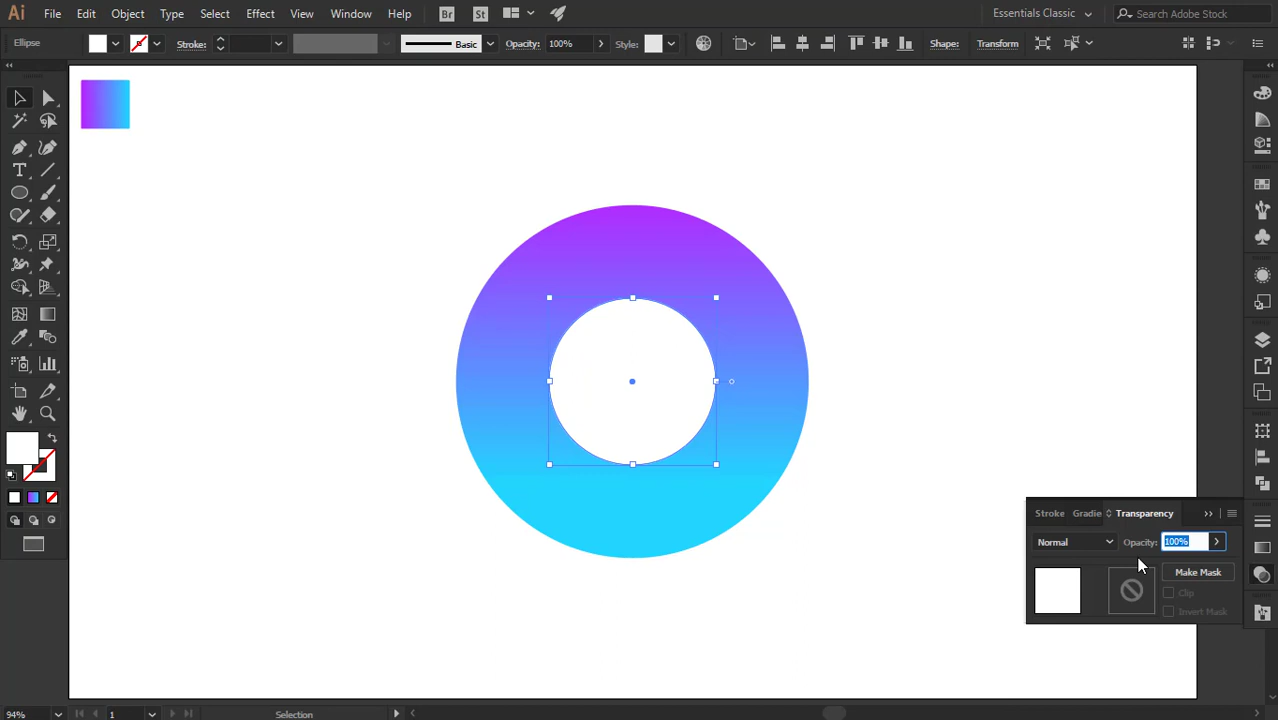 Ai File Edit Object Type Select Effect View Window Help Br St Essentials Classic Search Adobe Stock
Ellipse Stroke: Basic Opacity: 100% Style: Shape: Transform
T
Stroke Gradie Transparency
Normal Opacity: 100%
Make Mask
Clip
Invert Mask
94% 1 Selection